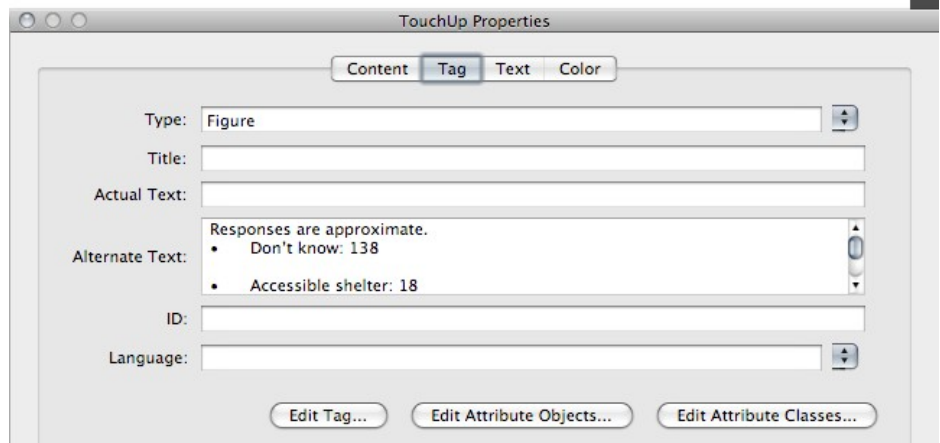 TouchUp Properties
Content Tag Text Color
Type: Figure
Title:
Actual Text:
Alternate Text: Responses are approximate.
• Don't know: 138
• Accessible shelter: 18
ID:
Language:
Edit Tag... Edit Attribute Objects... Edit Attribute Classes...